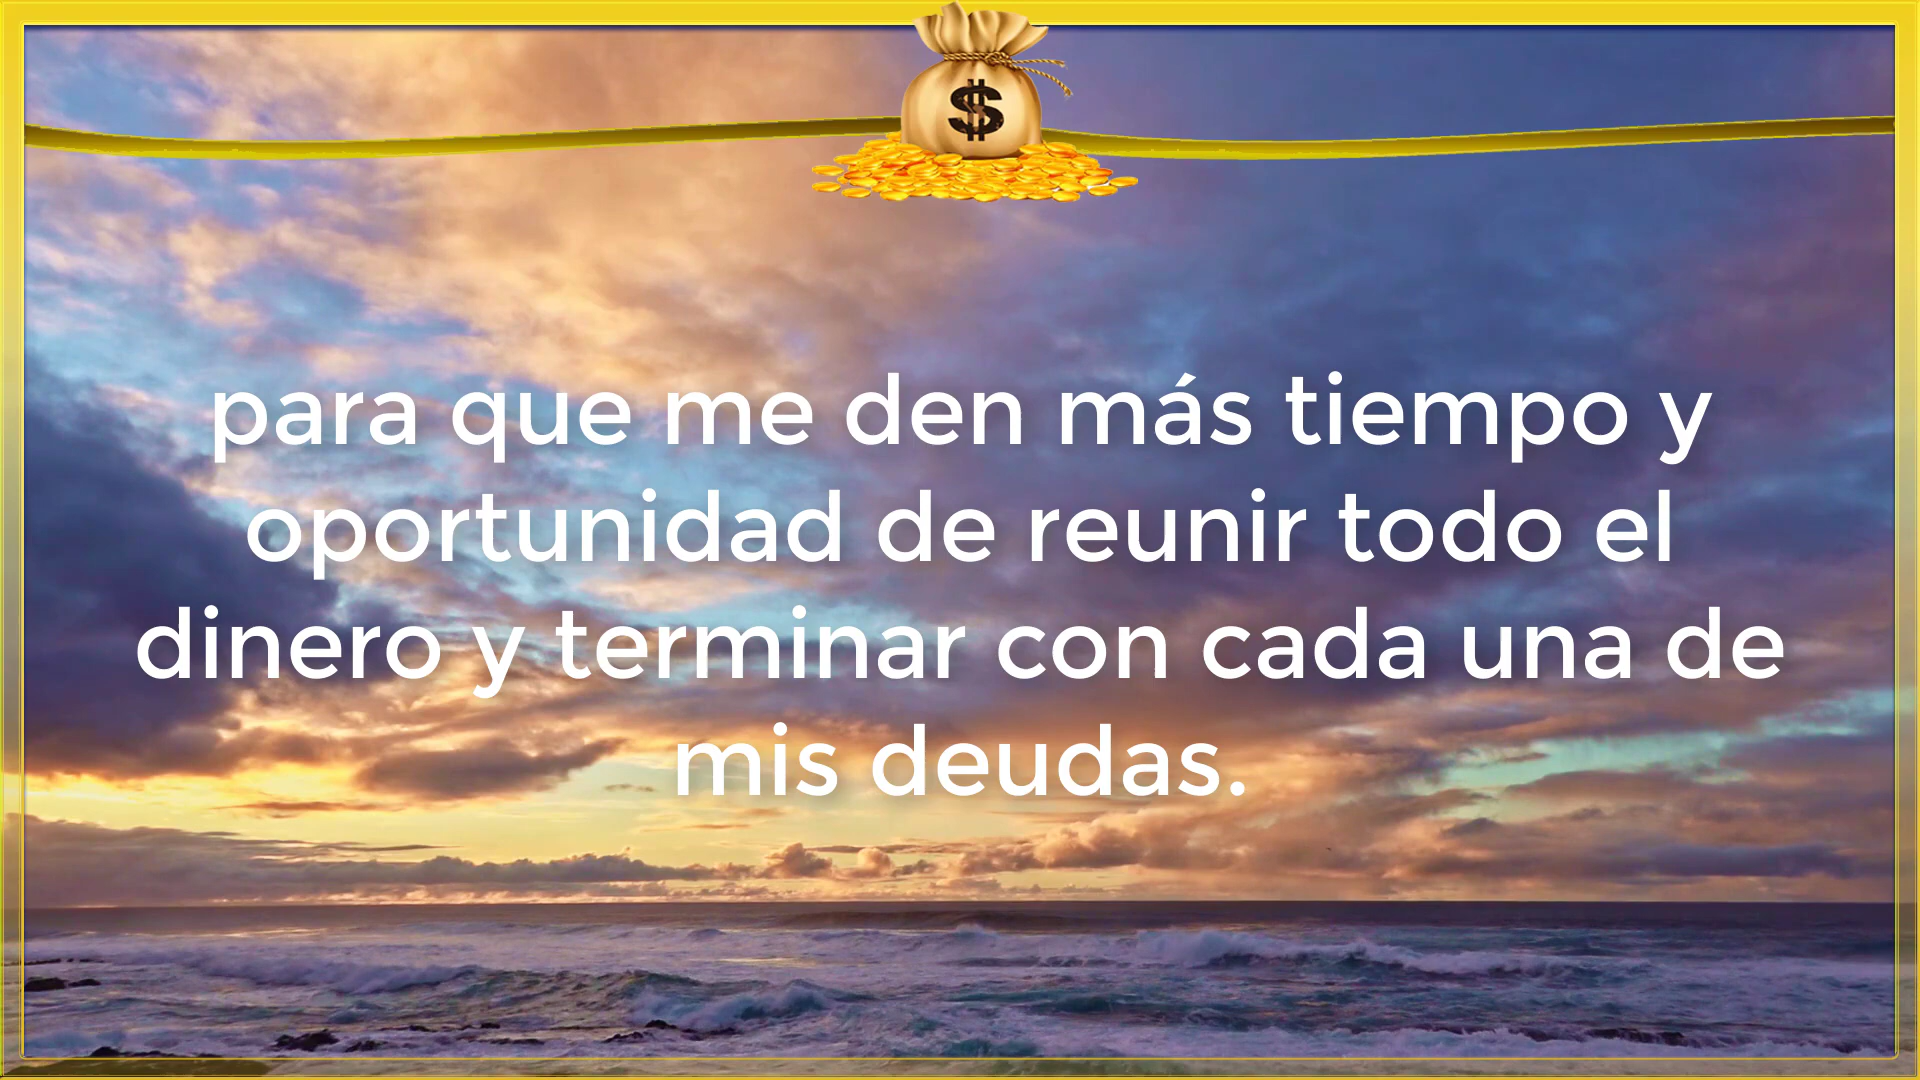 $
para que me den más tiempo y
oportunidad de reunir todo el
dinero y terminar con cada una de
mis deudas.